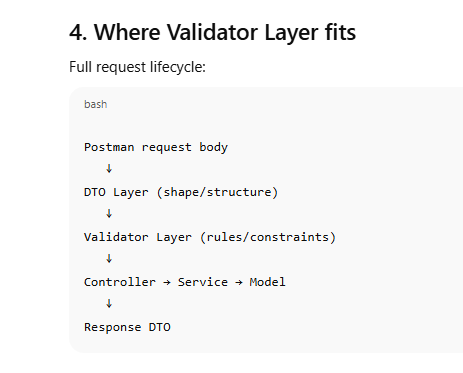 4. Where Validator Layer fits
Full request lifecycle:
bash
Postman request body
↓
DTO Layer (shape/structure)
↓
Validator Layer (rules/constraints)
↓
Controller → Service → Model
↓
Response DTO